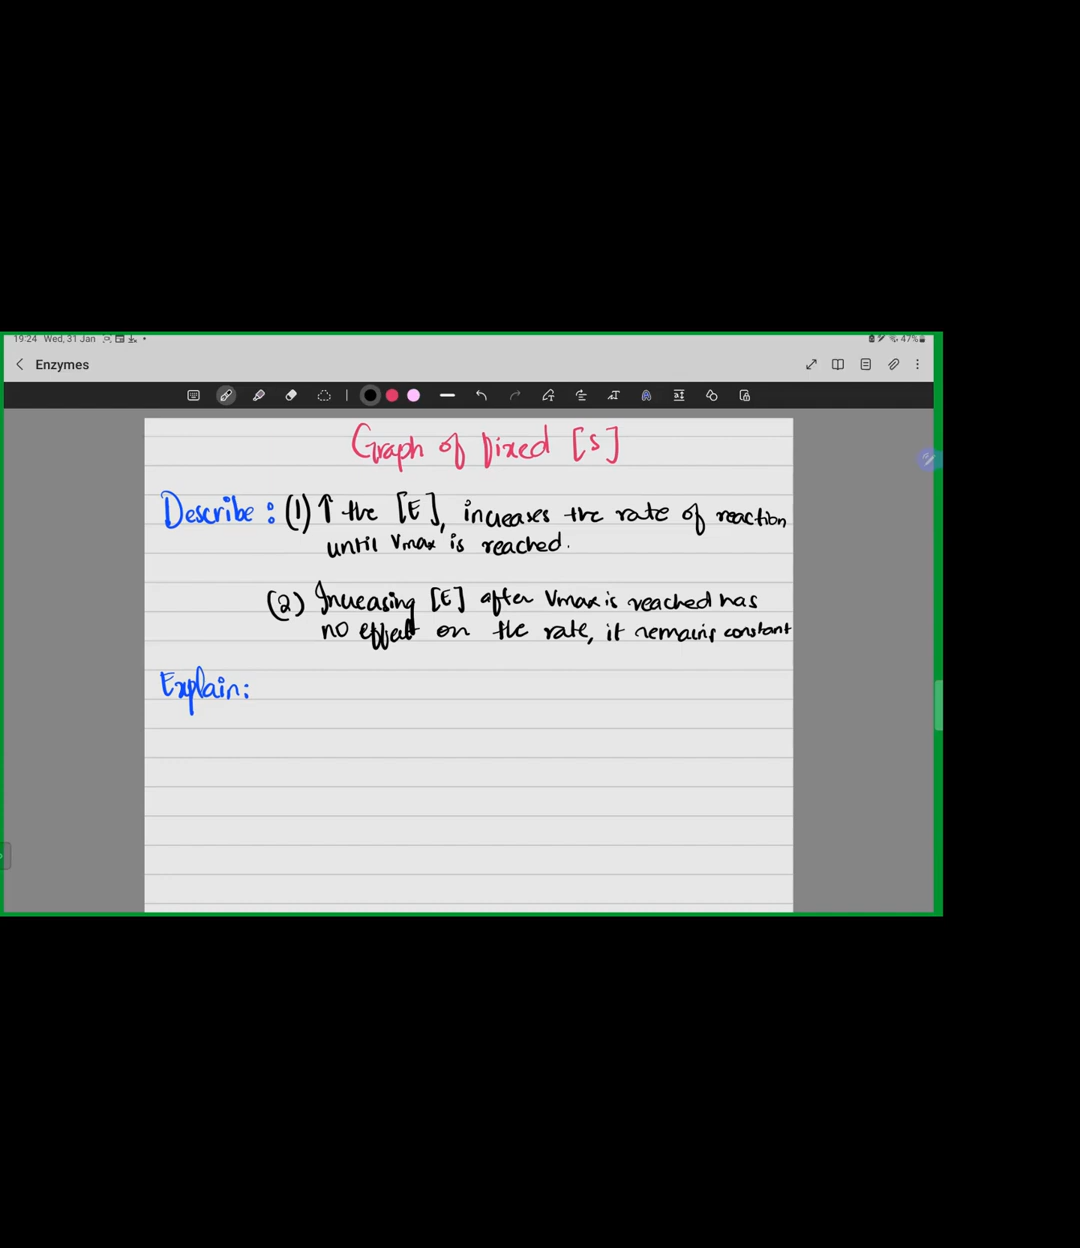 19:24 Wed, 31 Jan
47%
Enzymes
Graph of fixed [S]
Describe: (1) ↑ the [E], increases the rate of reaction
until Vmax is reached.
(2) Increasing [E] after Vmax is reached has
no effect on the rate, it remains constant
Explain: